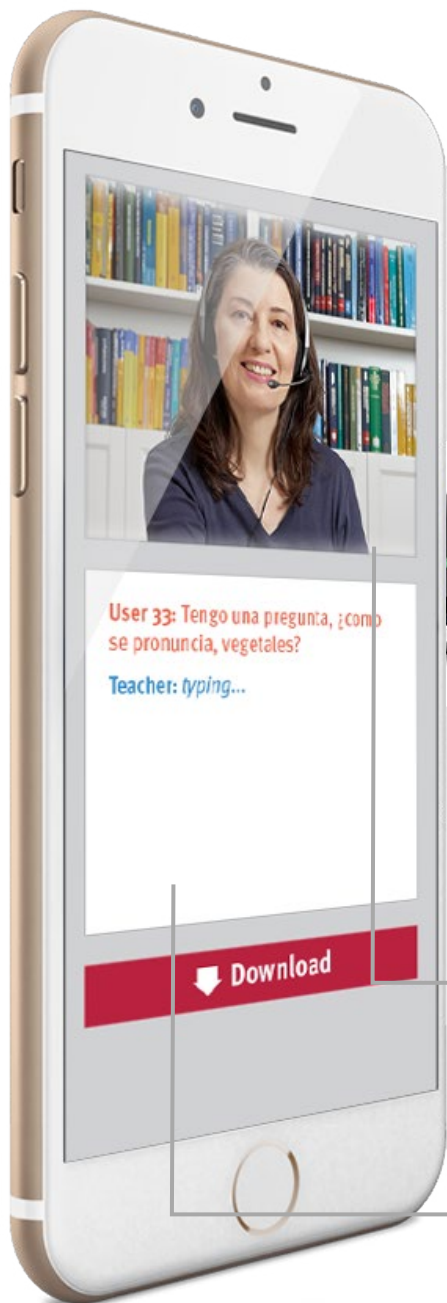 User 33: Tengo una pregunta, ¿como
se pronuncia, vegetales?
Teacher: typing...
Download